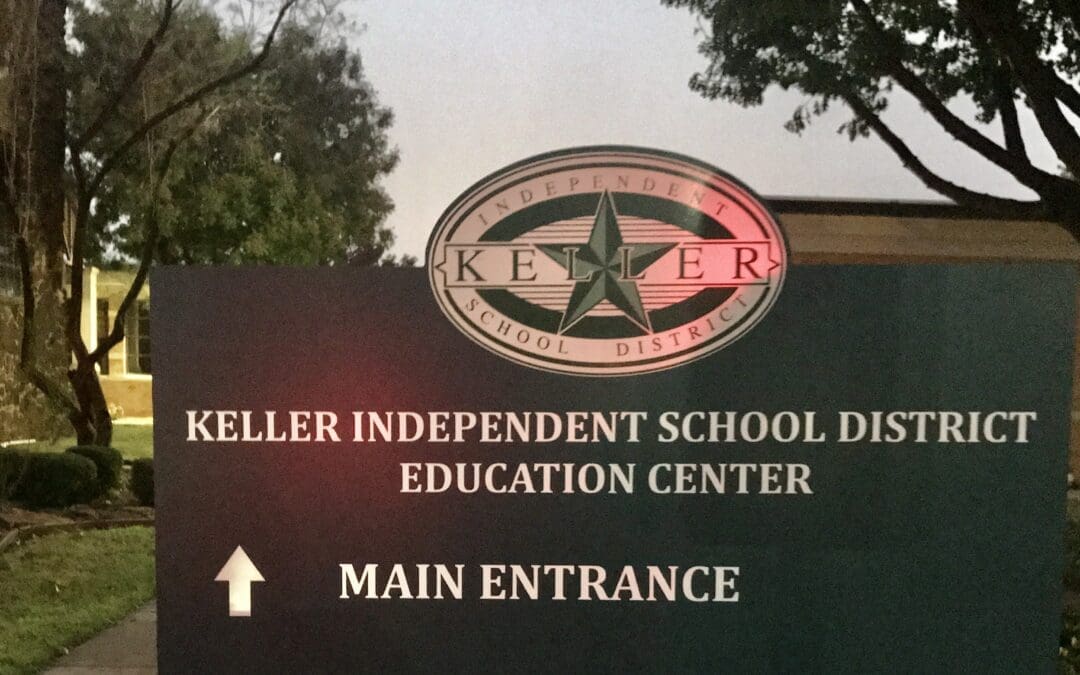 INDEPENDENT
KELLER
SCHOOL DISTRICT
KELLER INDEPENDENT SCHOOL DISTRICT
EDUCATION CENTER
MAIN ENTRANCE